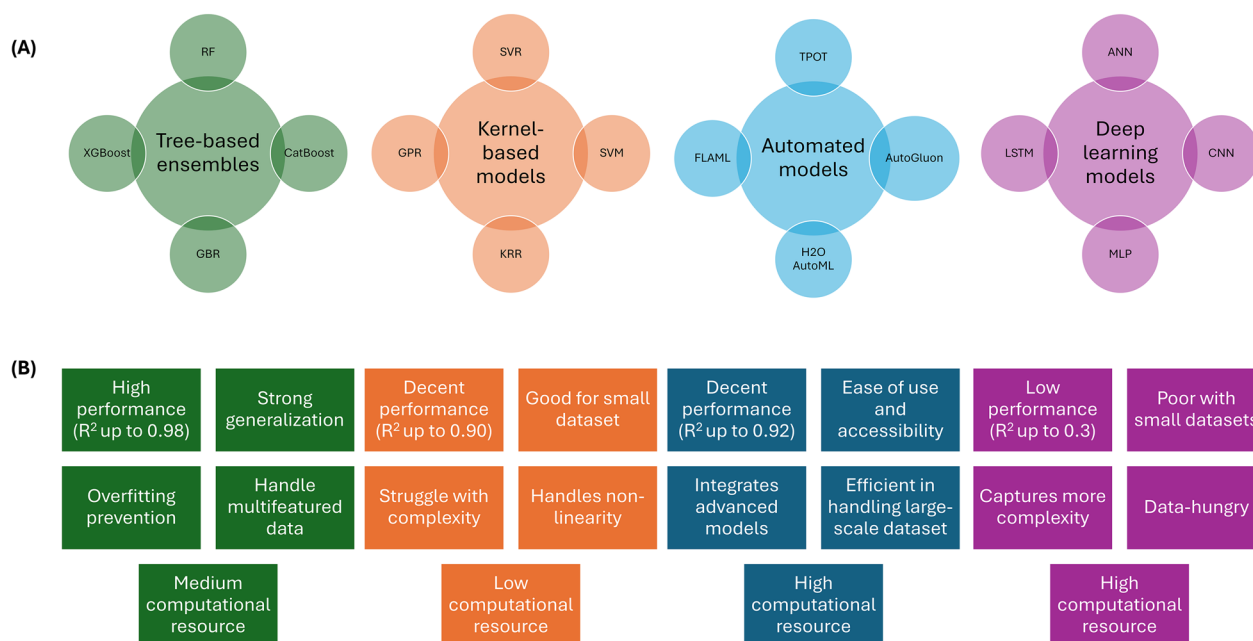 (A)
RF
XGBoost
Tree-based
ensembles
CatBoost
GBR
SVR
GPR
Kernel-
based
models
SVM
KRR
TPOT
FLAML
Automated
models
AutoGluon
H2O
AutoML
ANN
LSTM
Deep
learning
models
CNN
MLP
(B)
High
performance
(R² up to 0.98)
Strong
generalization
Decent
performance
(R² up to 0.90)
Good for small
dataset
Decent
performance
(R² up to 0.92)
Ease of use
and
accessibility
Low
performance
(R² up to 0.3)
Poor with
small datasets
Overfitting
prevention
Handle
multifeatured
data
Struggle with
complexity
Handles non-
linearity
Integrates
advanced
models
Efficient in
handling large-
scale dataset
Captures more
complexity
Data-hungry
Medium
computational
resource
Low
computational
resource
High
computational
resource
High
computational
resource